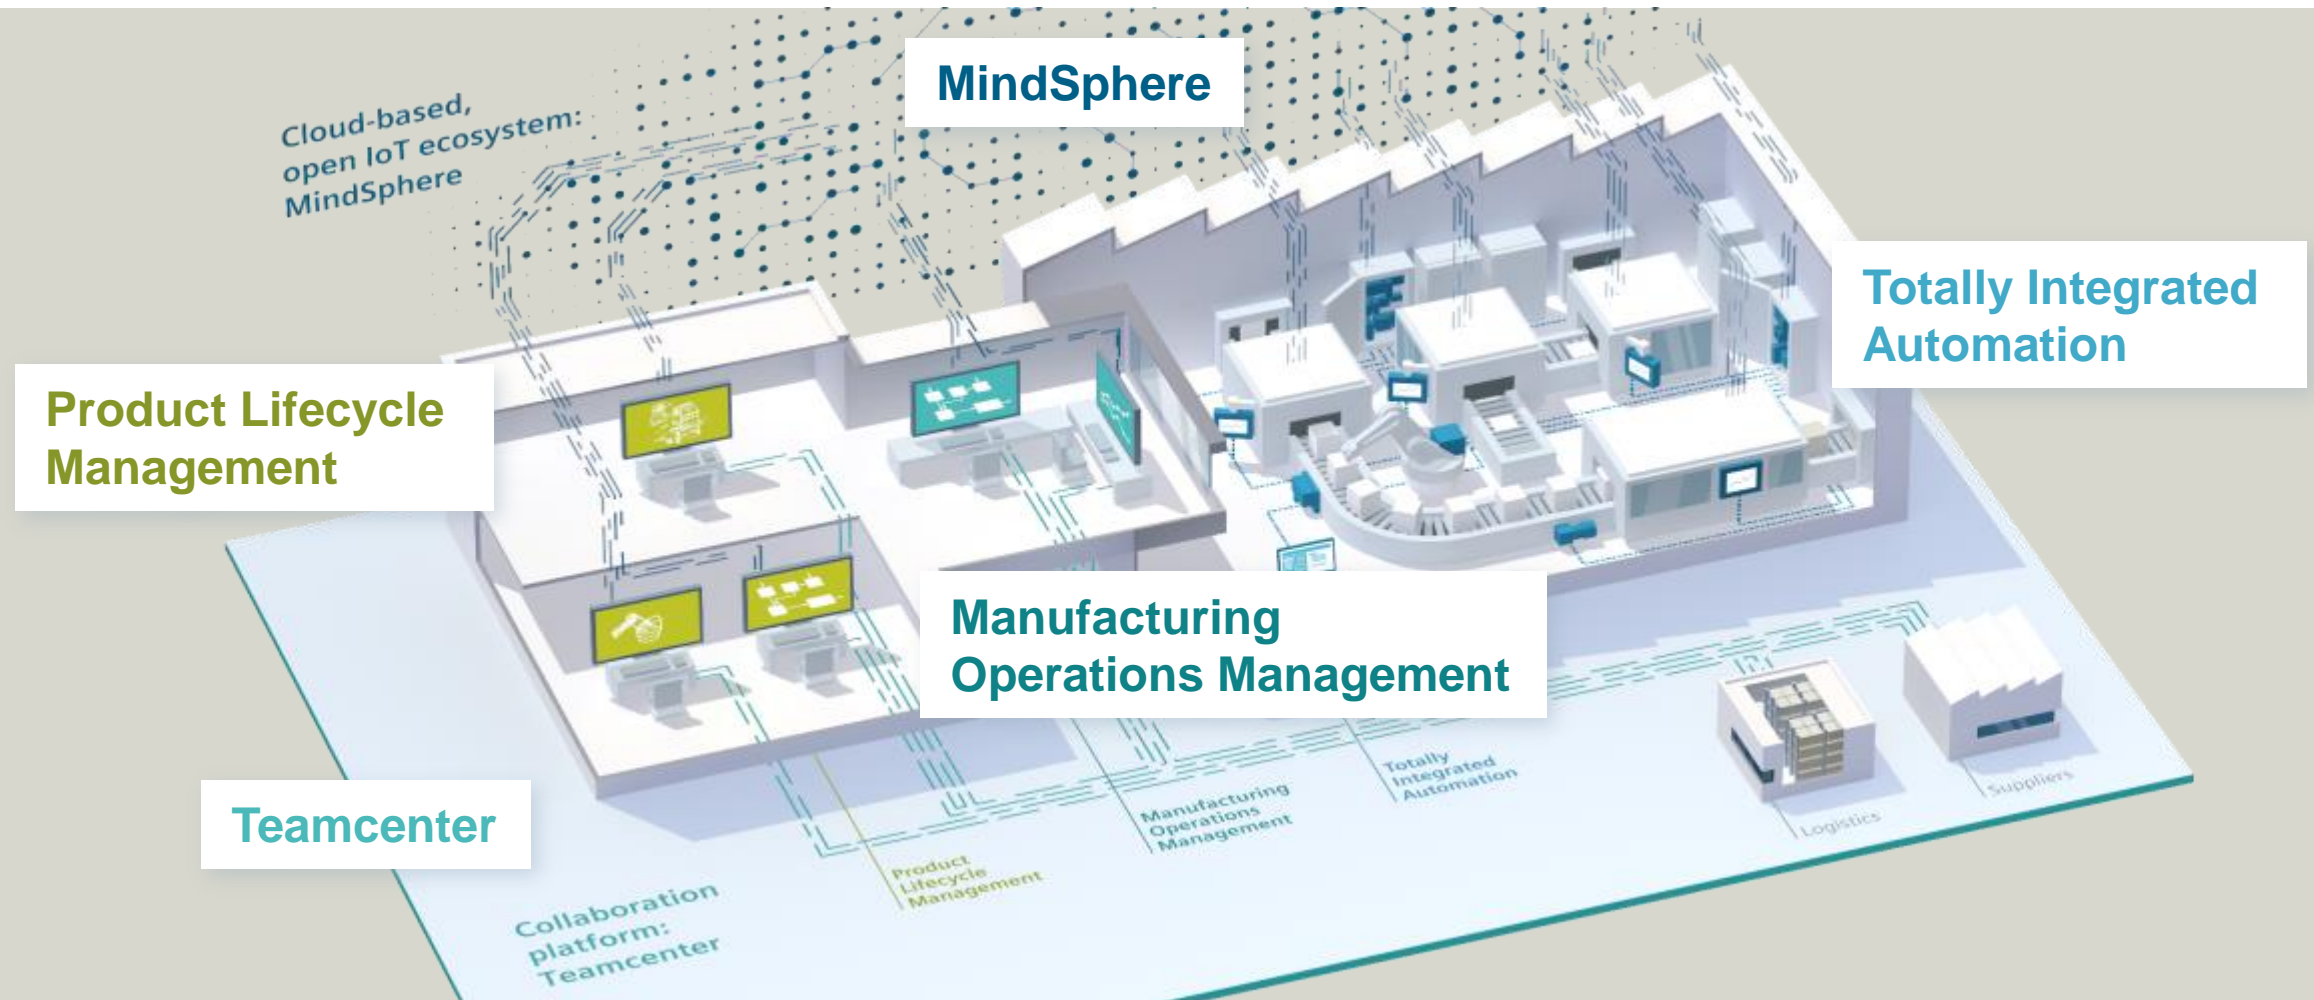 MindSphere
Cloud-based,
open IoT ecosystem:
MindSphere
Totally Integrated
Automation
Product Lifecycle
Management
Manufacturing
Operations Management
Teamcenter
Totally
Integrated
Automation
Manufacturing
Operations
Management
Product
Lifecycle
Management
Suppliers
Logistics
Collaboration
platform:
Teamcenter